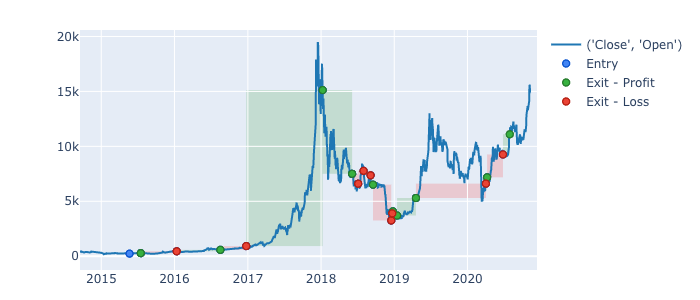 20k
15k
10k
5k
0
2015 2016 2017 2018 2019 2020
('Close', 'Open')
Entry
Exit - Profit
Exit - Loss